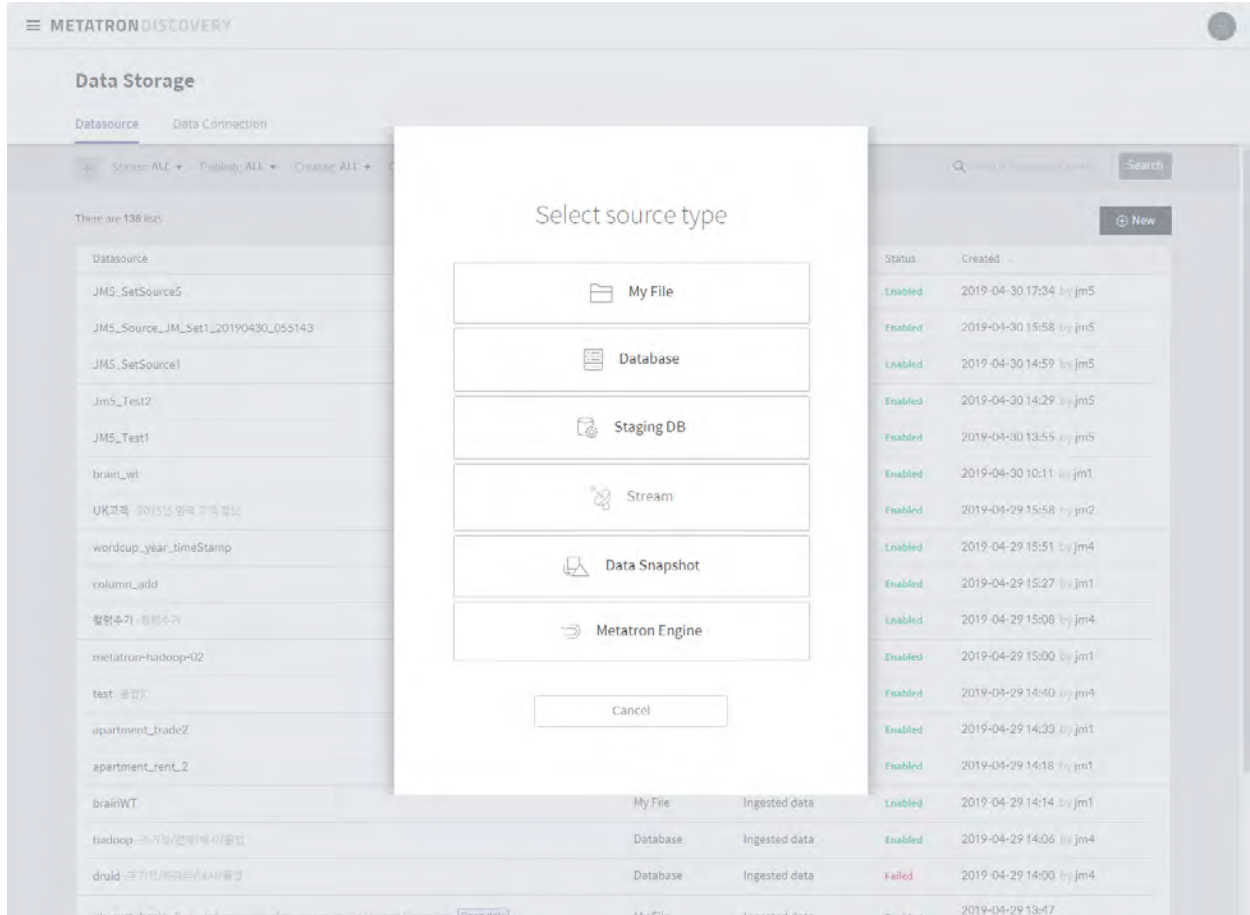 METATRON DISCOVERY
Data Storage
Datasource Data Connection
Status: ALL Publish: ALL Creator: ALL
Search
There are 138 lists
New
Select source type
My File
Database
Staging DB
Stream
Data Snapshot
Metatron Engine
Cancel
Datasource Status Created
JM5_SetSource5 Enabled 2019-04-30 17:34 by jm5
JM5_Source_JM_Set1_20190430_055143 Enabled 2019-04-30 15:58 by jm5
JM5_SetSource1 Enabled 2019-04-30 14:59 by jm5
Jm5_Test2 Enabled 2019-04-30 14:29 by jm5
JM5_Test1 Enabled 2019-04-30 13:55 by jm5
brain_wt Enabled 2019-04-30 10:11 by jm1
UK고객 Enabled 2019-04-29 15:58 by jm2
wordcup_year_timeStamp Enabled 2019-04-29 15:51 by jm4
column_add Enabled 2019-04-29 15:27 by jm1
Enabled 2019-04-29 15:08 by jm4
metatron-hadoop-02 Enabled 2019-04-29 15:00 by jm1
test Enabled 2019-04-29 14:40 by jm4
apartment_trade2 Enabled 2019-04-29 14:33 by jm1
apartment_rent_2 Enabled 2019-04-29 14:18 by jm1
brainWT My File Ingested data Enabled 2019-04-29 14:14 by jm1
hadoop Database Ingested data Enabled 2019-04-29 14:06 by jm4
druid Database Ingested data Failed 2019-04-29 14:00 by jm4
2019-04-29 13:47